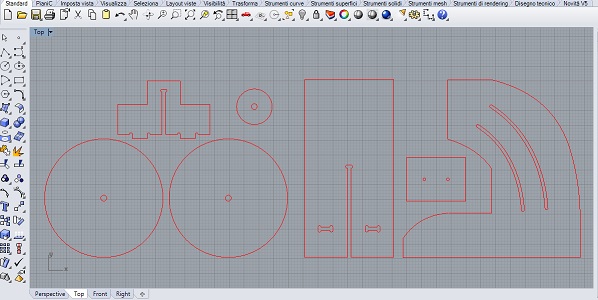 Standard PianiC Imposta vista Visualizza Seleziona Layout viste Visibilità Trasforma Strumenti curve Strumenti superfici Strumenti solidi Strumenti mesh Strumenti di rendering Disegno tecnico Novità V5
Top
y
x
Perspective Top Front Right